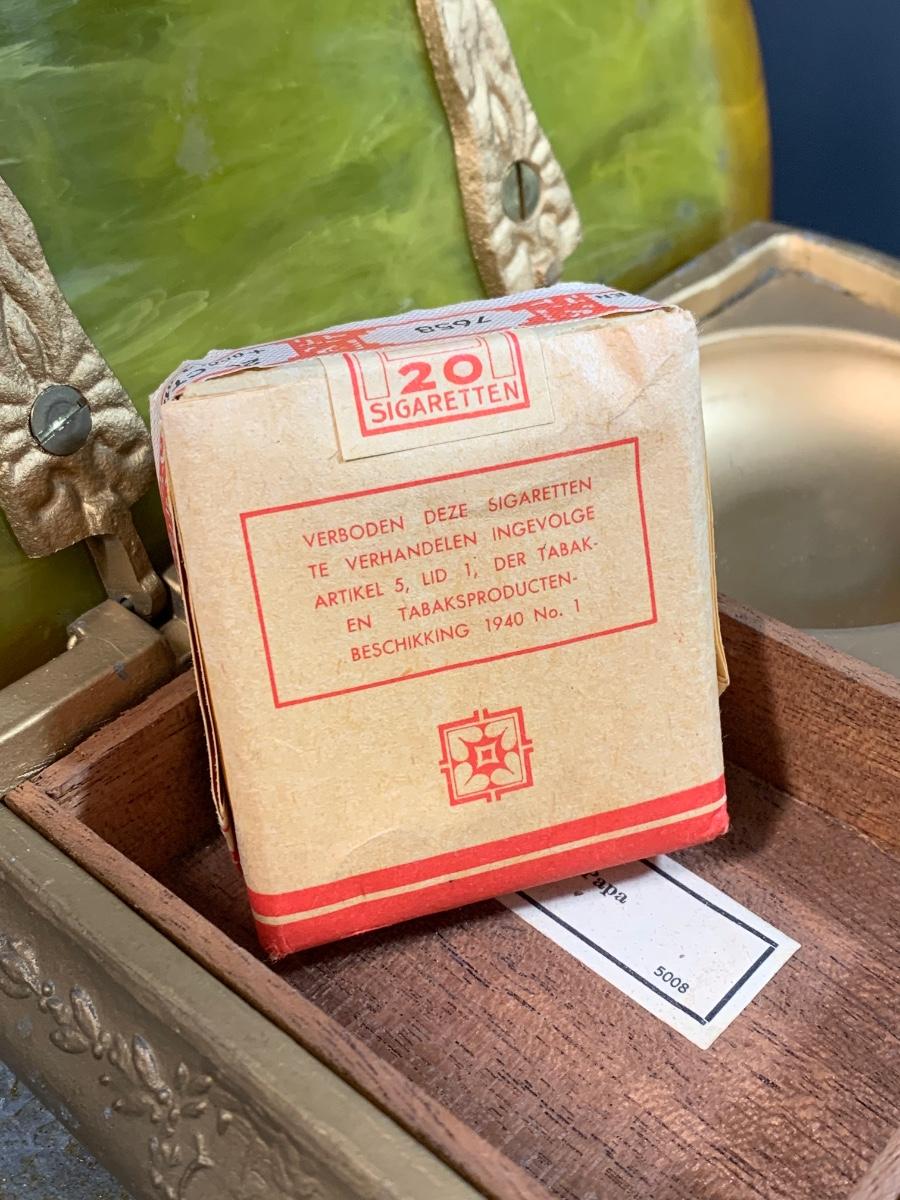 7658
20
SIGARETTEN
VERBODEN DEZE SIGARETTEN
TE VERHANDELEN INGEVOLGE
ARTIKEL 5, LID 1, DER TABAK-
EN TABAKSPRODUCTEN-
BESCHIKKING 1940 No. 1
Papa
5008